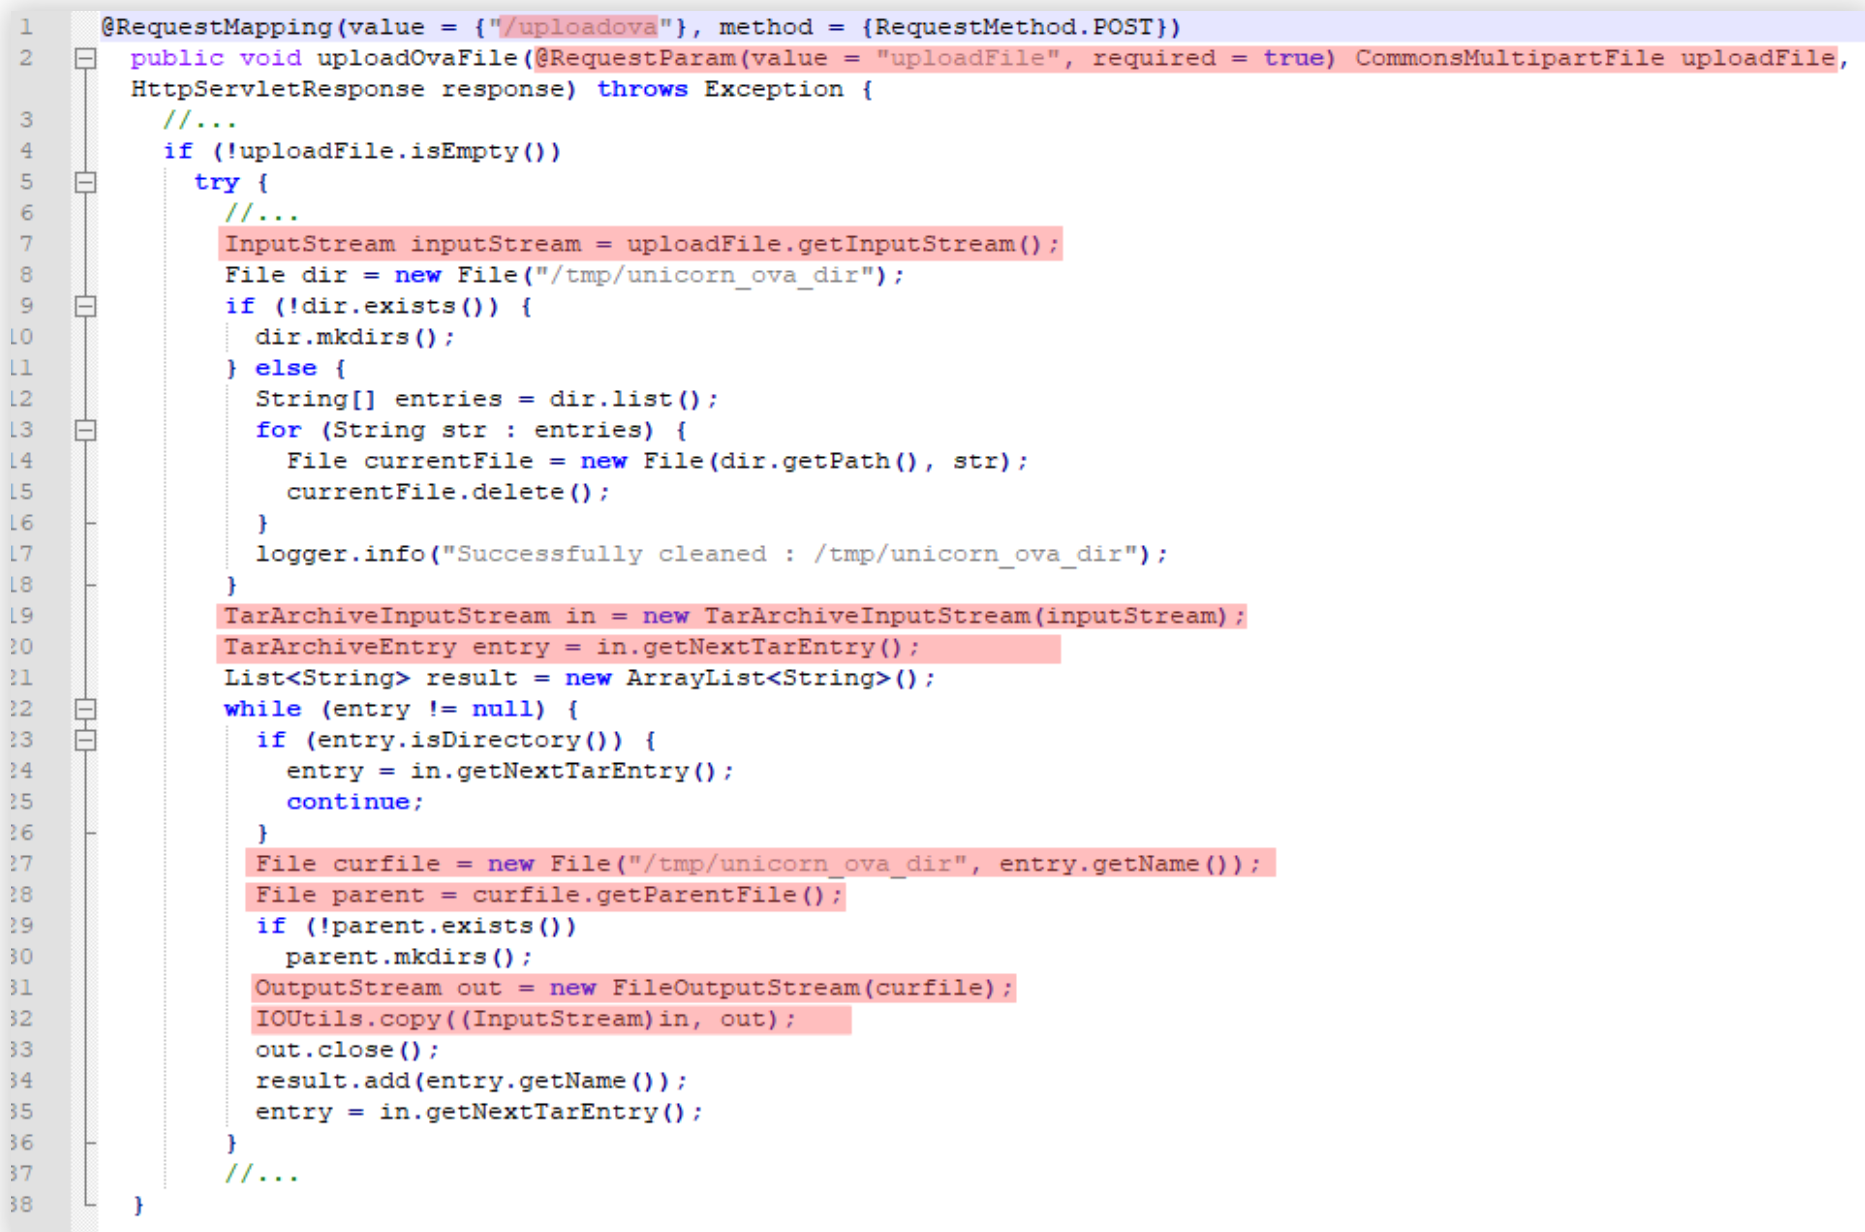 1 @RequestMapping(value = {"/uploadova"}, method = {RequestMethod.POST})
2 public void uploadOvaFile(@RequestParam(value = "uploadFile", required = true) CommonsMultipartFile uploadFile,
HttpServletResponse response) throws Exception {
3 //...
4 if (!uploadFile.isEmpty())
5 try {
6 //...
7 InputStream inputStream = uploadFile.getInputStream();
8 File dir = new File("/tmp/unicorn_ova_dir");
9 if (!dir.exists()) {
10 dir.mkdirs();
11 } else {
12 String[] entries = dir.list();
13 for (String str : entries) {
14 File currentFile = new File(dir.getPath(), str);
15 currentFile.delete();
16 }
17 logger.info("Successfully cleaned : /tmp/unicorn_ova_dir");
18 }
19 TarArchiveInputStream in = new TarArchiveInputStream(inputStream);
20 TarArchiveEntry entry = in.getNextTarEntry();
21 List<String> result = new ArrayList<String>();
22 while (entry != null) {
23 if (entry.isDirectory()) {
24 entry = in.getNextTarEntry();
25 continue;
26 }
27 File curfile = new File("/tmp/unicorn_ova_dir", entry.getName());
28 File parent = curfile.getParentFile();
29 if (!parent.exists())
30 parent.mkdirs();
31 OutputStream out = new FileOutputStream(curfile);
32 IOUtils.copy((InputStream)in, out);
33 out.close();
34 result.add(entry.getName());
35 entry = in.getNextTarEntry();
36 }
37 //...
38 }